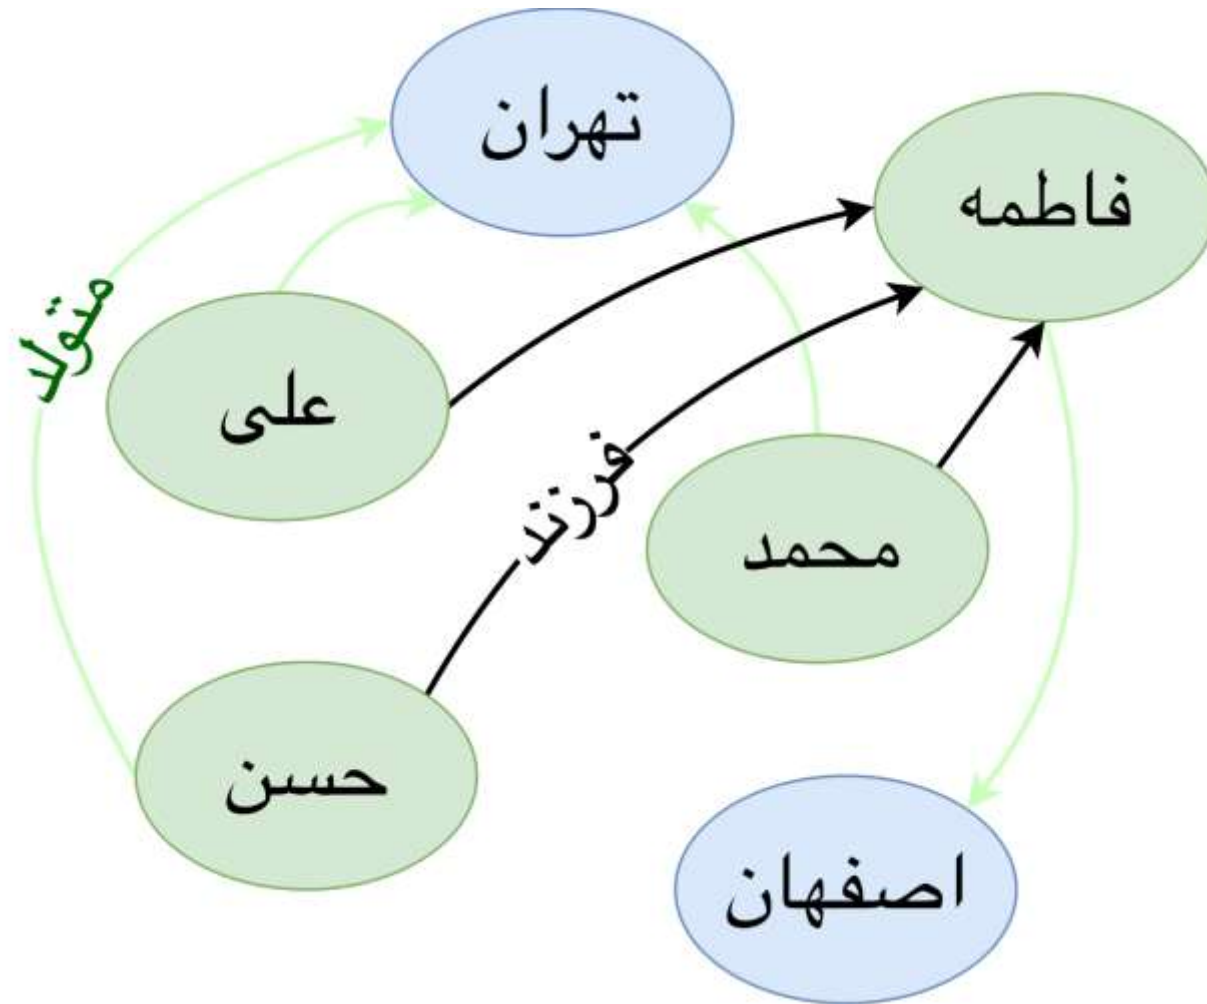 تهران
فاطمه
متولد
علی
فرزند
محمد
حسن
اصفهان